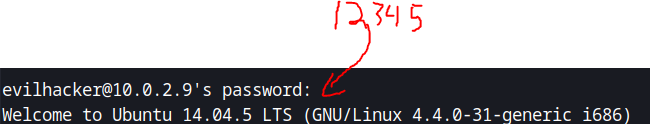 12345
evilhacker@10.0.2.9's password:
Welcome to Ubuntu 14.04.5 LTS (GNU/Linux 4.4.0-31-generic i686)